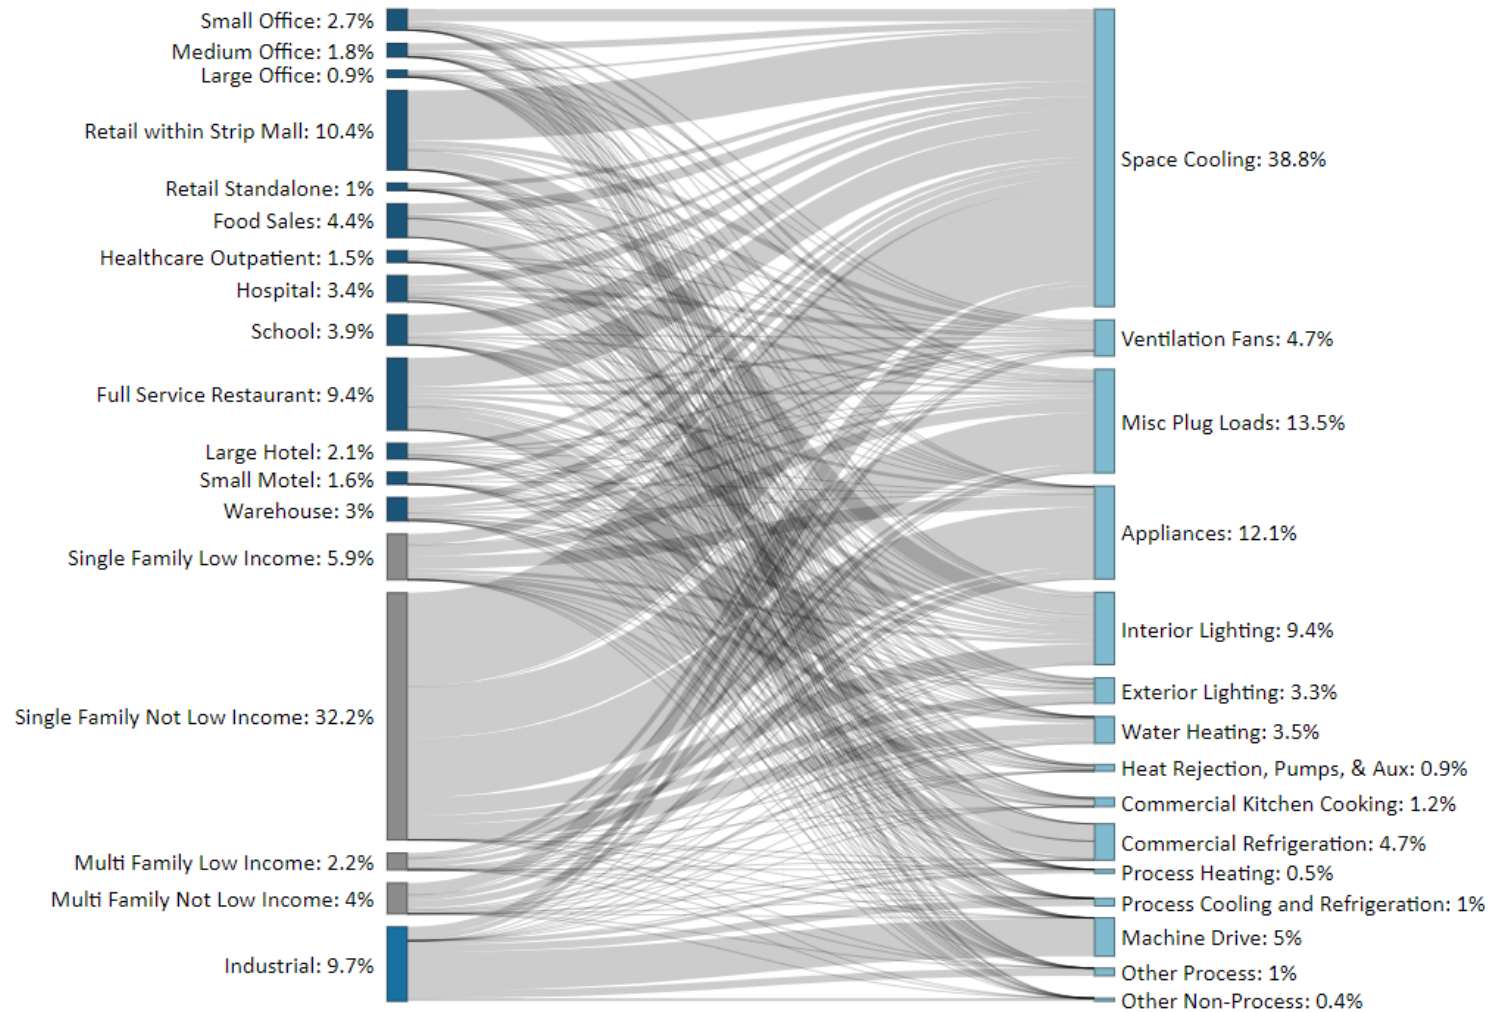 Small Office: 2.7%
Medium Office: 1.8%
Large Office: 0.9%
Retail within Strip Mall: 10.4%
Retail Standalone: 1%
Food Sales: 4.4%
Healthcare Outpatient: 1.5%
Hospital: 3.4%
School: 3.9%
Full Service Restaurant: 9.4%
Large Hotel: 2.1%
Small Motel: 1.6%
Warehouse: 3%
Single Family Low Income: 5.9%
Single Family Not Low Income: 32.2%
Multi Family Low Income: 2.2%
Multi Family Not Low Income: 4%
Industrial: 9.7%
Space Cooling: 38.8%
Ventilation Fans: 4.7%
Misc Plug Loads: 13.5%
Appliances: 12.1%
Interior Lighting: 9.4%
Exterior Lighting: 3.3%
Water Heating: 3.5%
Heat Rejection, Pumps, & Aux: 0.9%
Commercial Kitchen Cooking: 1.2%
Commercial Refrigeration: 4.7%
Process Heating: 0.5%
Process Cooling and Refrigeration: 1%
Machine Drive: 5%
Other Process: 1%
Other Non-Process: 0.4%